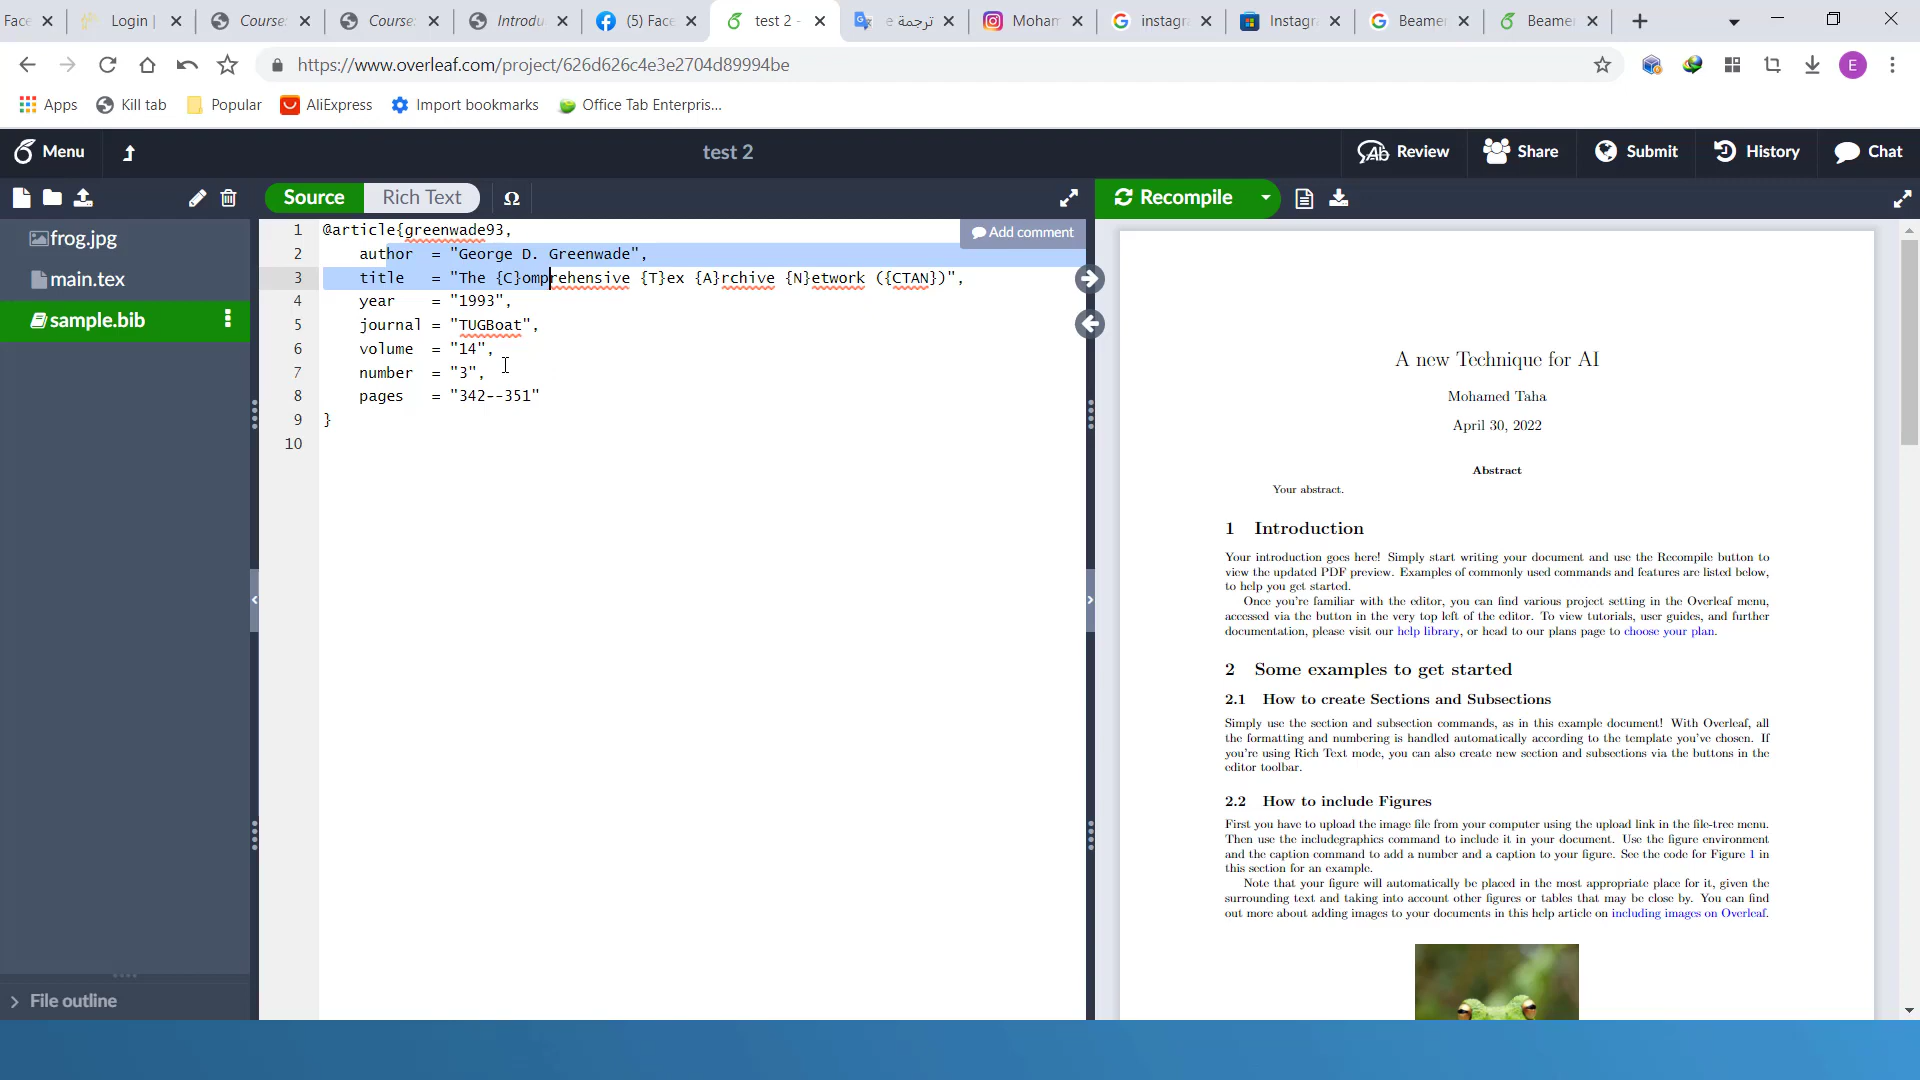 Face
Login |
Course:
Course:
Introdu
(5) Face
test 2 -
ترجمة e
Moham
instagr
Instagr
Beamer
Beamer
https://www.overleaf.com/project/626d626c4e3e2704d89994be
E
Apps
Kill tab
Popular
AliExpress
Import bookmarks
Office Tab Enterpris...
Menu
test 2
Review
Share
Submit
History
Chat
Source
Rich Text
Ω
Recompile
frog.jpg
main.tex
sample.bib
File outline
Add comment
1 @article{greenwade93,
2 author = "George D. Greenwade",
3 title = "The {C}omprehensive {T}ex {A}rchive {N}etwork ({CTAN})",
4 year = "1993",
5 journal = "TUGBoat",
6 volume = "14",
7 number = "3",
8 pages = "342--351"
9 }
10
A new Technique for AI
Mohamed Taha
April 30, 2022
Abstract
Your abstract.
1 Introduction
Your introduction goes here! Simply start writing your document and use the Recompile button to
view the updated PDF preview. Examples of commonly used commands and features are listed below,
to help you get started.
Once you're familiar with the editor, you can find various project setting in the Overleaf menu,
accessed via the button in the very top left of the editor. To view tutorials, user guides, and further
documentation, please visit our help library, or head to our plans page to choose your plan.
2 Some examples to get started
2.1 How to create Sections and Subsections
Simply use the section and subsection commands, as in this example document! With Overleaf, all
the formatting and numbering is handled automatically according to the template you've chosen. If
you're using Rich Text mode, you can also create new section and subsections via the buttons in the
editor toolbar.
2.2 How to include Figures
First you have to upload the image file from your computer using the upload link in the file-tree menu.
Then use the includegraphics command to include it in your document. Use the figure environment
and the caption command to add a number and a caption to your figure. See the code for Figure 1 in
this section for an example.
Note that your figure will automatically be placed in the most appropriate place for it, given the
surrounding text and taking into account other figures or tables that may be close by. You can find
out more about adding images to your documents in this help article on including images on Overleaf.